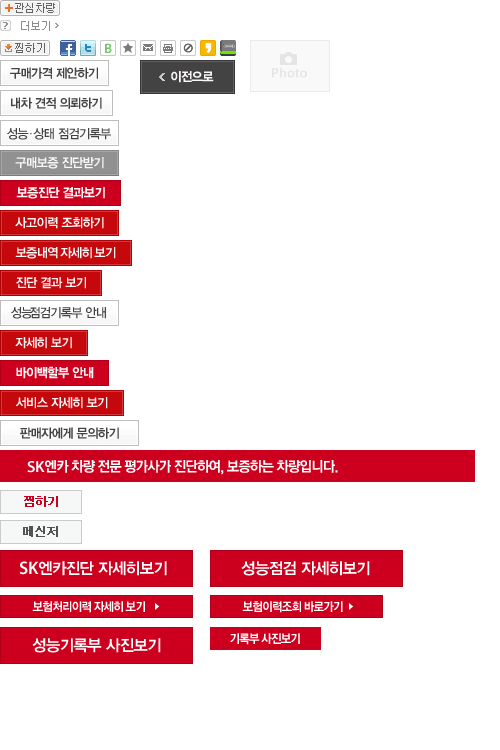 관심차량
더보기
찜하기
구매가격 제안하기
이전으로
Photo
내차 견적 의뢰하기
성능·상태 점검기록부
구매보증 진단받기
보증진단 결과보기
사고이력 조회하기
보증내역 자세히 보기
진단 결과 보기
성능점검기록부 안내
자세히 보기
바이백할부 안내
서비스 자세히 보기
판매자에게 문의하기
SK엔카 차량 전문 평가사가 진단하여, 보증하는 차량입니다.
찜하기
메신저
SK엔카진단 자세히보기
성능점검 자세히보기
보험처리이력 자세히 보기
보험이력조회 바로가기
성능기록부 사진보기
기록부 사진보기